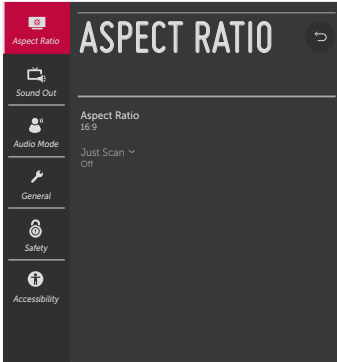 Aspect Ratio
ASPECT RATIO
Sound Out
Audio Mode
General
Safety
Accessibility
Aspect Ratio
16:9
Just Scan
Off